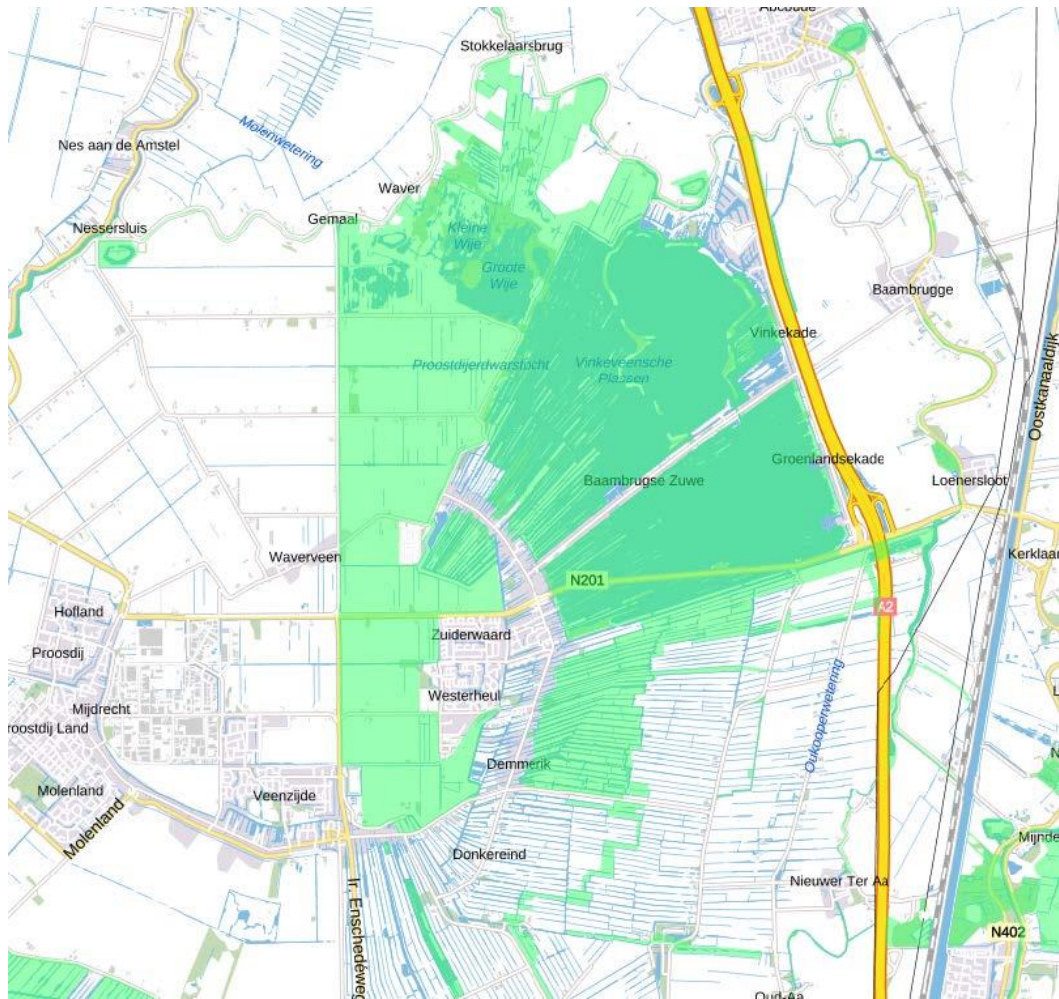 Abcoude
Stokkelaarsbrug
Molenwetering
Nes aan de Amstel
Waver
Gemaal
Nessersluis
Kleine
Wije
Groote
Wije
Baambrugge
Vinkekade
Oostkanaaldijk
Proostdijerdwarstocht
Vinkeveensche
Plassen
Groenlandsekade
Baambrugse Zuwe
Loenersloot
Waverveen
Kerklaan
N201
Hofland
A2
Zuiderwaard
Proosdij
Westerheul
Oukooperwetering
Mijdrecht
roostdij Land
Demmerik
Molenland
Veenzijde
Molenland
Mijnde
Donkereind
Nieuwer Ter Aa
Ir. Enschedéweg
N402
Oud-Aa